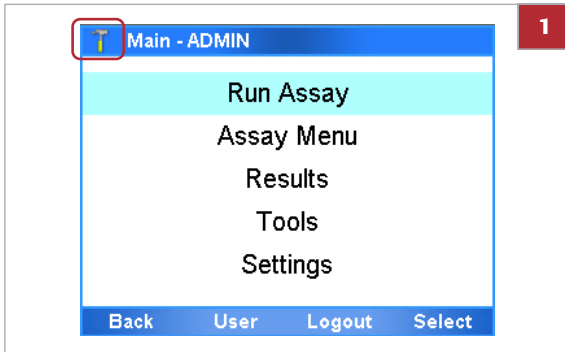 1
Main - ADMIN
Run Assay
Assay Menu
Results
Tools
Settings
Back User Logout Select